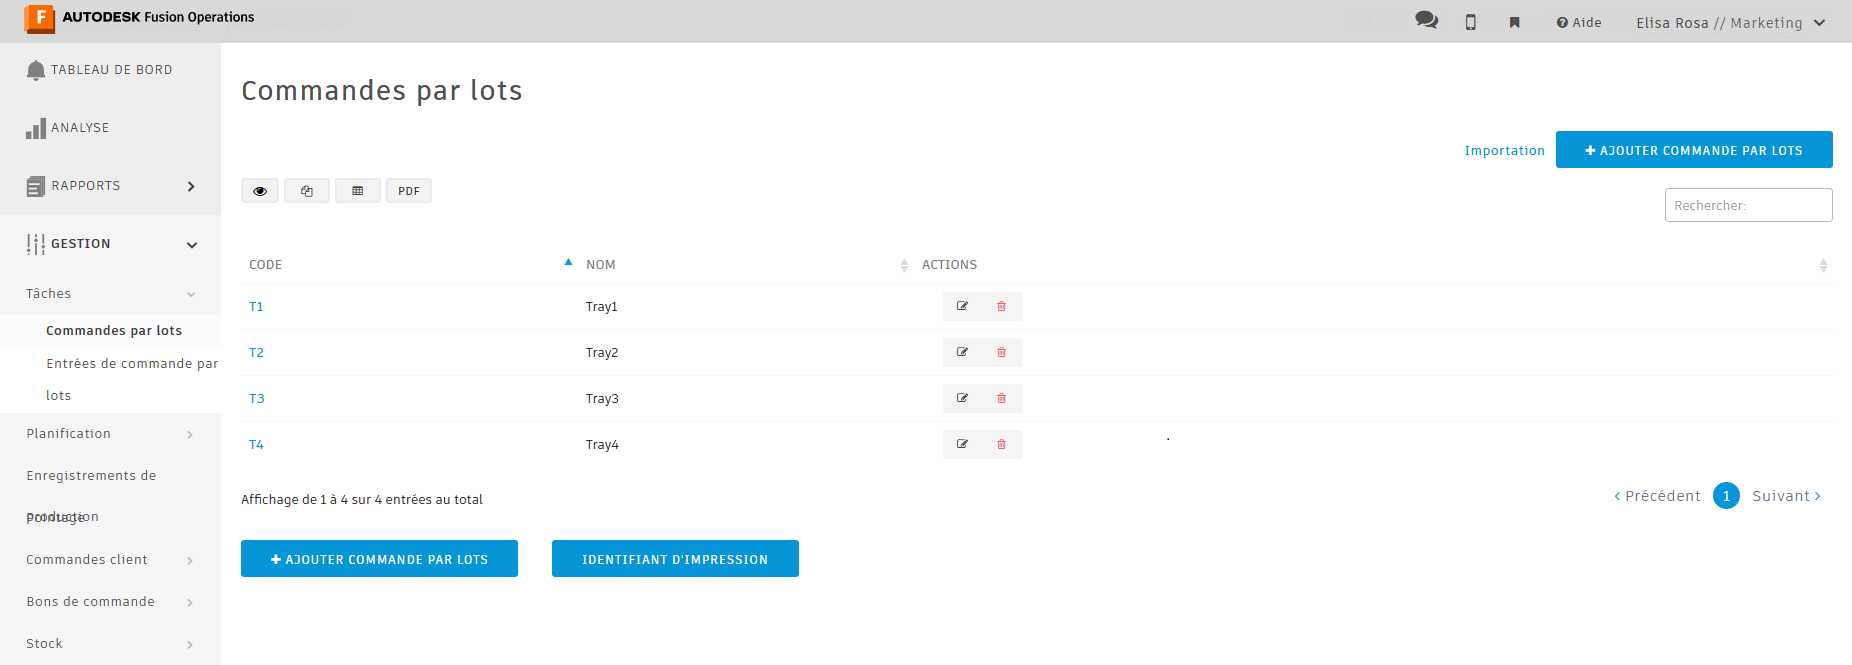 AUTODESK Fusion Operations
Aide
Elisa Rosa // Marketing
TABLEAU DE BORD
ANALYSE
RAPPORTS
GESTION
Tâches
Commandes par lots
Entrées de commande par
lots
Planification
Enregistrements de
production
Pointage
Commandes client
Bons de commande
Stock
Commandes par lots
Importation
AJOUTER COMMANDE PAR LOTS
PDF
Rechercher:
CODE NOM ACTIONS
T1 Tray1
T2 Tray2
T3 Tray3
T4 Tray4
Affichage de 1 à 4 sur 4 entrées au total
Précédent 1 Suivant
AJOUTER COMMANDE PAR LOTS
IDENTIFIANT D'IMPRESSION